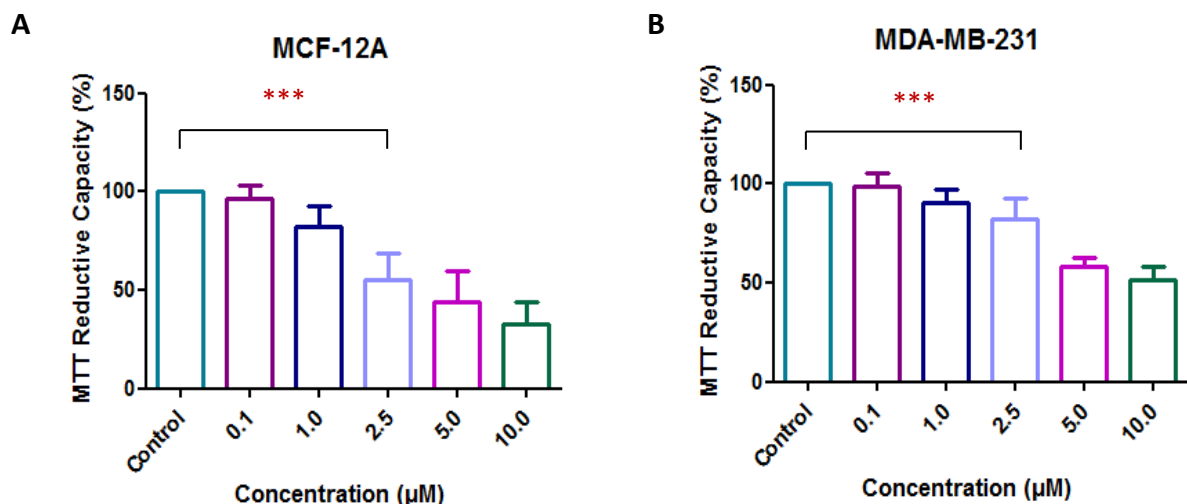 A
MCF-12A
MTT Reductive Capacity (%)
150
100
50
0
***
Control
0.1
1.0
2.5
5.0
10.0
Concentration (µM)
B
MDA-MB-231
MTT Reductive Capacity (%)
150
100
50
0
***
Control
0.1
1.0
2.5
5.0
10.0
Concentration (µM)